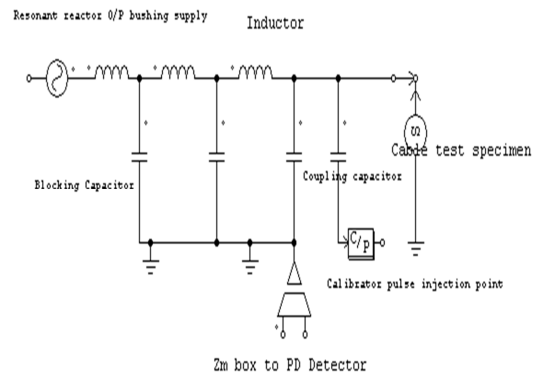 Resonant reactor O/P bushing supply
Inductor
S
Cable test specimen
Coupling capacitor
Blocking Capacitor
C/p
Calibrator pulse injection point
Zm box to PD Detector